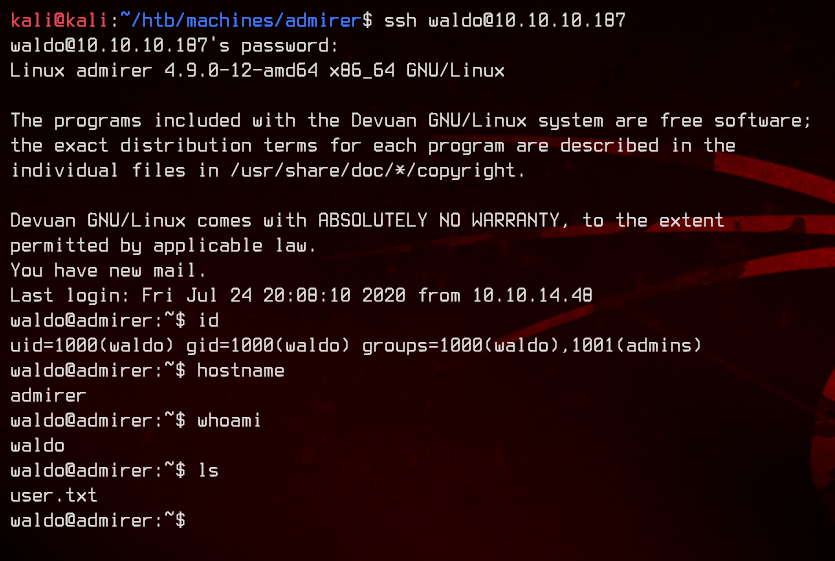 kali@kali:~/htb/machines/admirer$ ssh waldo@10.10.10.187
waldo@10.10.10.187's password:
Linux admirer 4.9.0-12-amd64 x86_64 GNU/Linux
The programs included with the Devuan GNU/Linux system are free software;
the exact distribution terms for each program are described in the
individual files in /usr/share/doc/*/copyright.
Devuan GNU/Linux comes with ABSOLUTELY NO WARRANTY, to the extent
permitted by applicable law.
You have new mail.
Last login: Fri Jul 24 20:08:10 2020 from 10.10.14.48
waldo@admirer:~$ id
uid=1000(waldo) gid=1000(waldo) groups=1000(waldo),1001(admins)
waldo@admirer:~$ hostname
admirer
waldo@admirer:~$ whoami
waldo
waldo@admirer:~$ ls
user.txt
waldo@admirer:~$